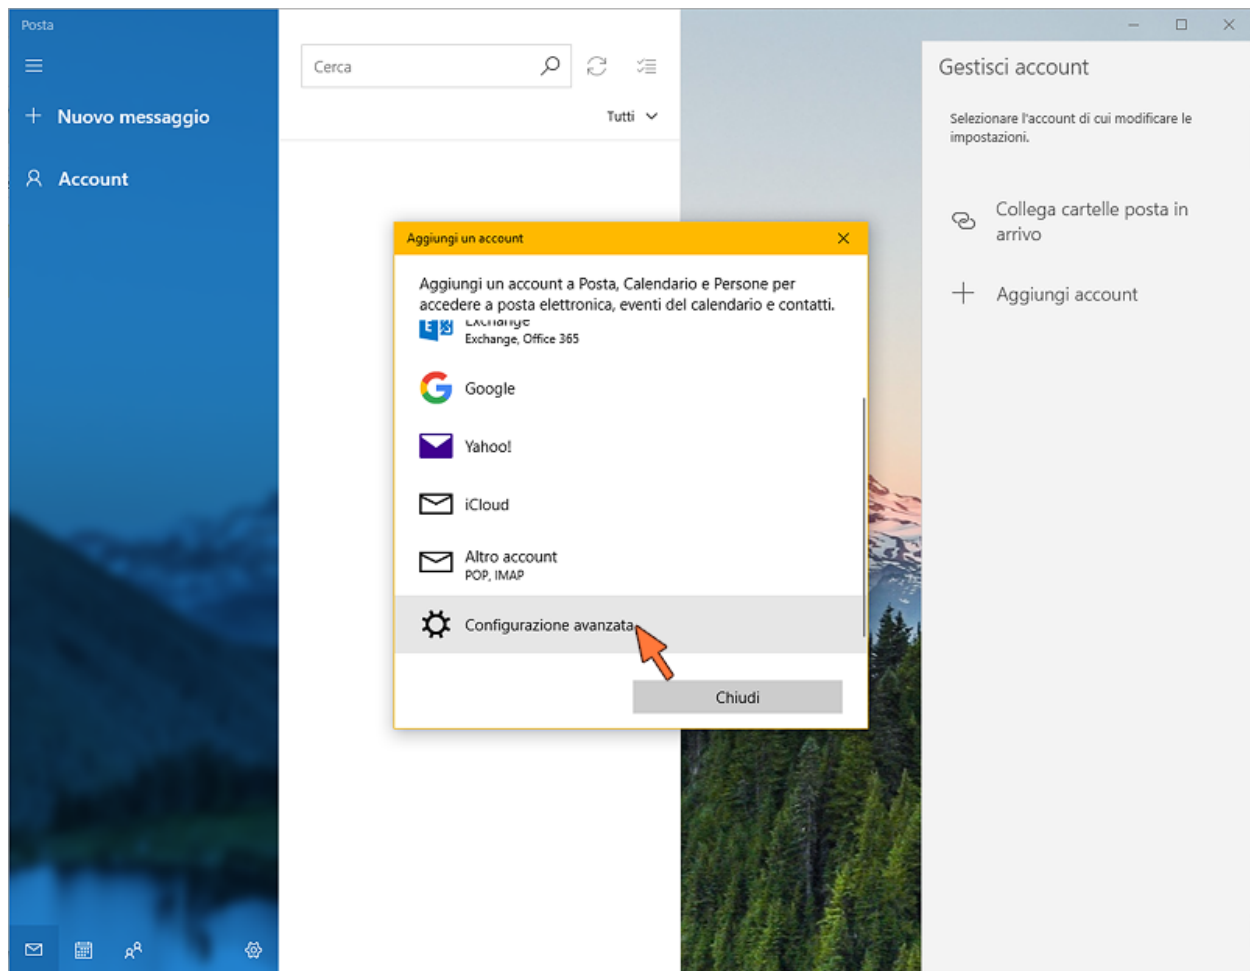 Posta
Nuovo messaggio
Account
Cerca
Tutti
Gestisci account
Selezionare l'account di cui modificare le
impostazioni.
Collega cartelle posta in
arrivo
Aggiungi account
Aggiungi un account
Aggiungi un account a Posta, Calendario e Persone per
accedere a posta elettronica, eventi del calendario e contatti.
Exchange
Exchange, Office 365
Google
Yahoo!
iCloud
Altro account
POP, IMAP
Configurazione avanzata
Chiudi